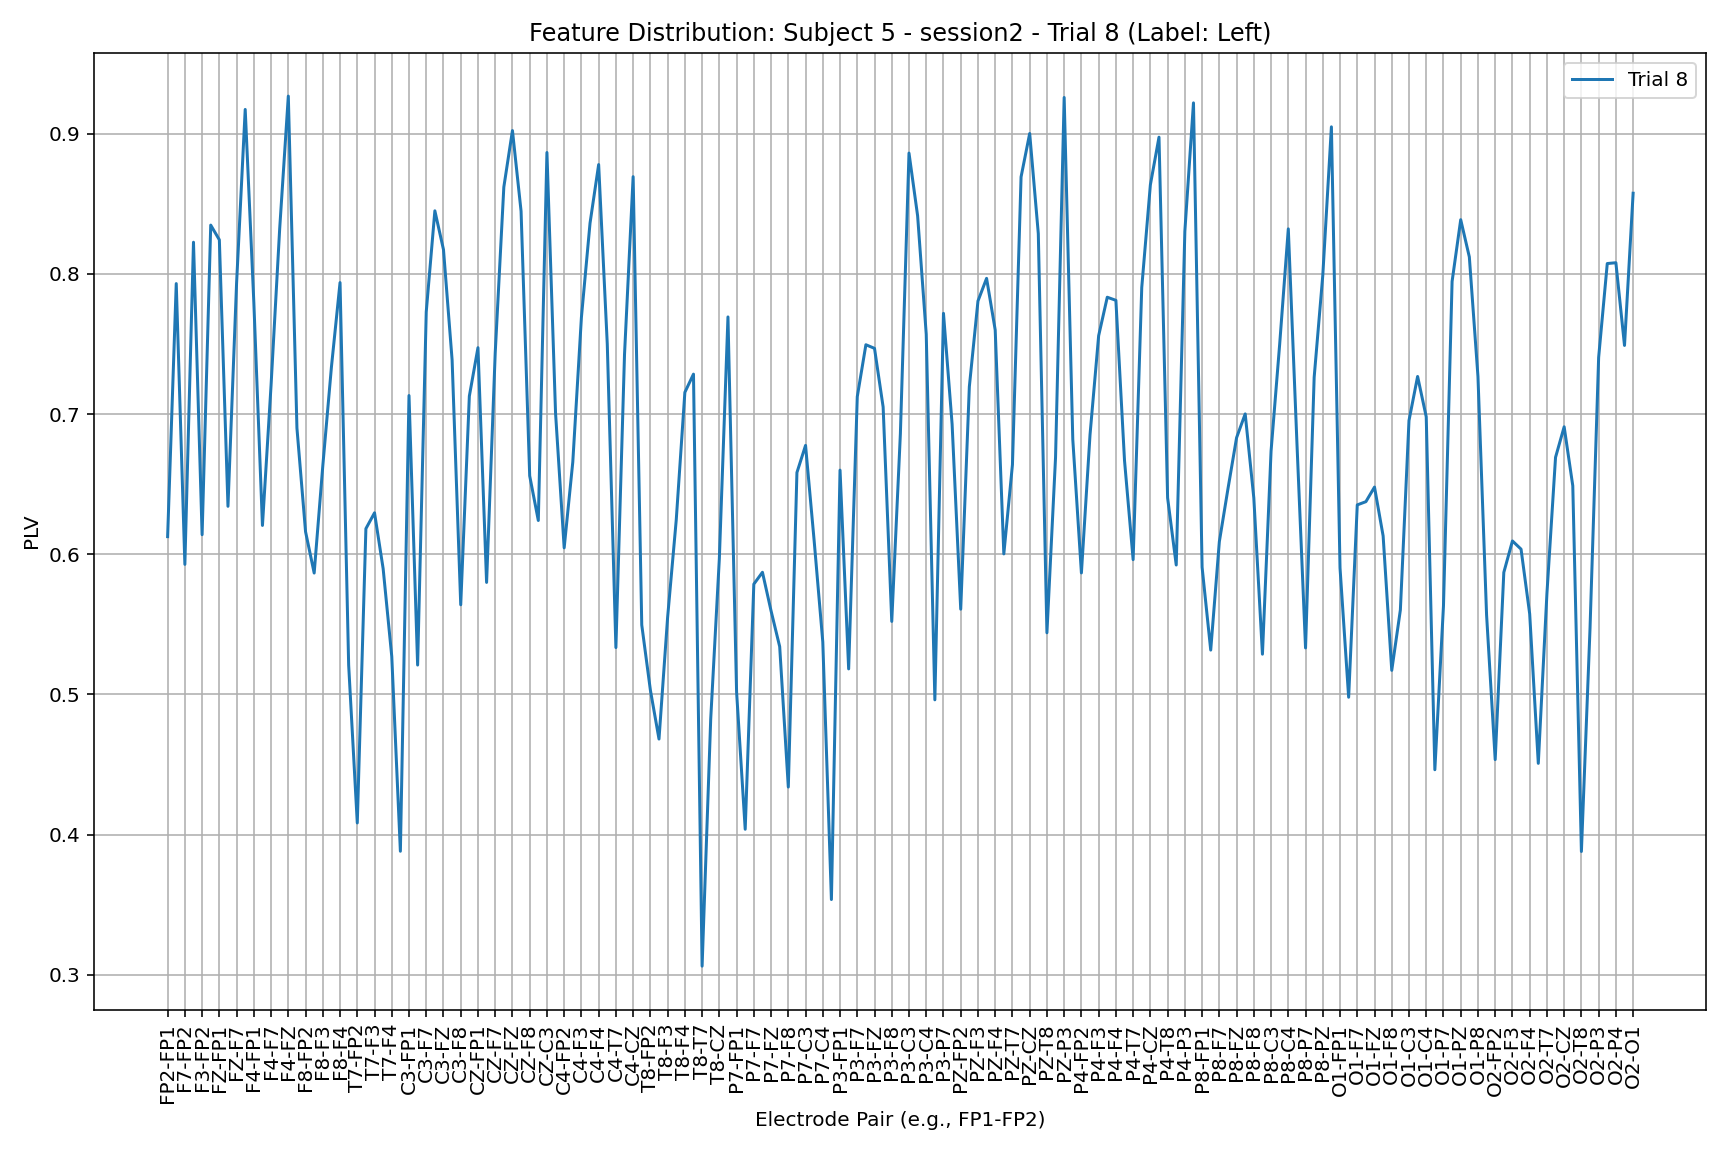 Feature Distribution: Subject 5 - session2 - Trial 8 (Label: Left)
Trial 8
PLV
0.9
0.8
0.7
0.6
0.5
0.4
0.3
FP2-FP1
F7-FP2
F3-FP2
FZ-FP1
FZ-F7
F4-FP1
F4-F7
F4-FZ
F8-FP2
F8-F3
F8-F4
T7-FP2
T7-F3
T7-F4
C3-FP1
C3-F7
C3-FZ
C3-F8
CZ-FP1
CZ-F7
CZ-FZ
CZ-F8
CZ-C3
C4-FP2
C4-F3
C4-F4
C4-T7
C4-CZ
T8-FP2
T8-F3
T8-F4
T8-T7
T8-CZ
P7-FP1
P7-F7
P7-FZ
P7-F8
P7-C3
P7-C4
P3-FP1
P3-F7
P3-FZ
P3-F8
P3-C3
P3-C4
P3-P7
PZ-FP2
PZ-F3
PZ-F4
PZ-T7
PZ-CZ
PZ-T8
PZ-P3
P4-FP2
P4-F3
P4-F4
P4-T7
P4-CZ
P4-T8
P4-P3
P8-FP1
P8-F7
P8-FZ
P8-F8
P8-C3
P8-C4
P8-P7
P8-PZ
O1-FP1
O1-F7
O1-FZ
O1-F8
O1-C3
O1-C4
O1-P7
O1-PZ
O1-P8
O2-FP2
O2-F3
O2-F4
O2-T7
O2-CZ
O2-T8
O2-P3
O2-P4
O2-O1
Electrode Pair (e.g., FP1-FP2)